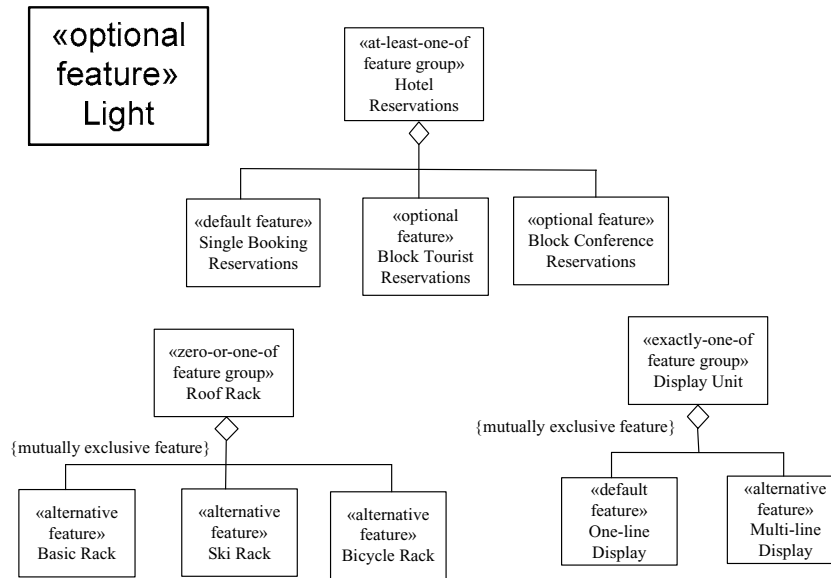 «optional
feature»
Light
«at-least-one-of
feature group»
Hotel
Reservations
«default feature»
Single Booking
Reservations
«optional
feature»
Block Tourist
Reservations
«optional feature»
Block Conference
Reservations
«zero-or-one-of
feature group»
Roof Rack
{mutually exclusive feature}
«alternative
feature»
Basic Rack
«alternative
feature»
Ski Rack
«alternative
feature»
Bicycle Rack
«exactly-one-of
feature group»
Display Unit
{mutually exclusive feature}
«default
feature»
One-line
Display
«alternative
feature»
Multi-line
Display